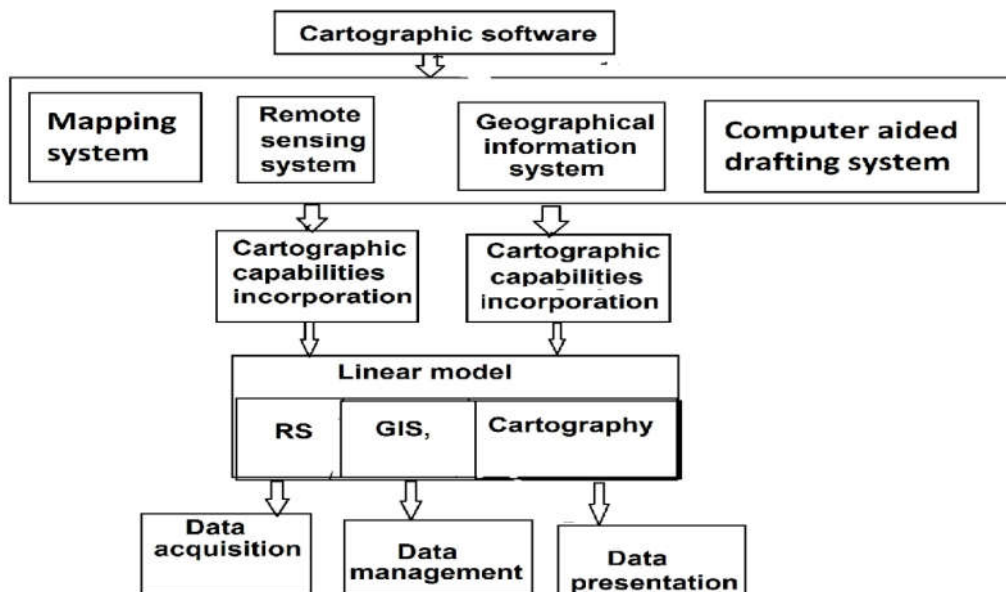 Cartographic software
Mapping
system
Remote
sensing
system
Geographical
information
system
Computer aided
drafting system
Cartographic
capabilities
incorporation
Cartographic
capabilities
incorporation
Linear model
RS
GIS,
Cartography
Data
acquisition
Data
management
Data
presentation